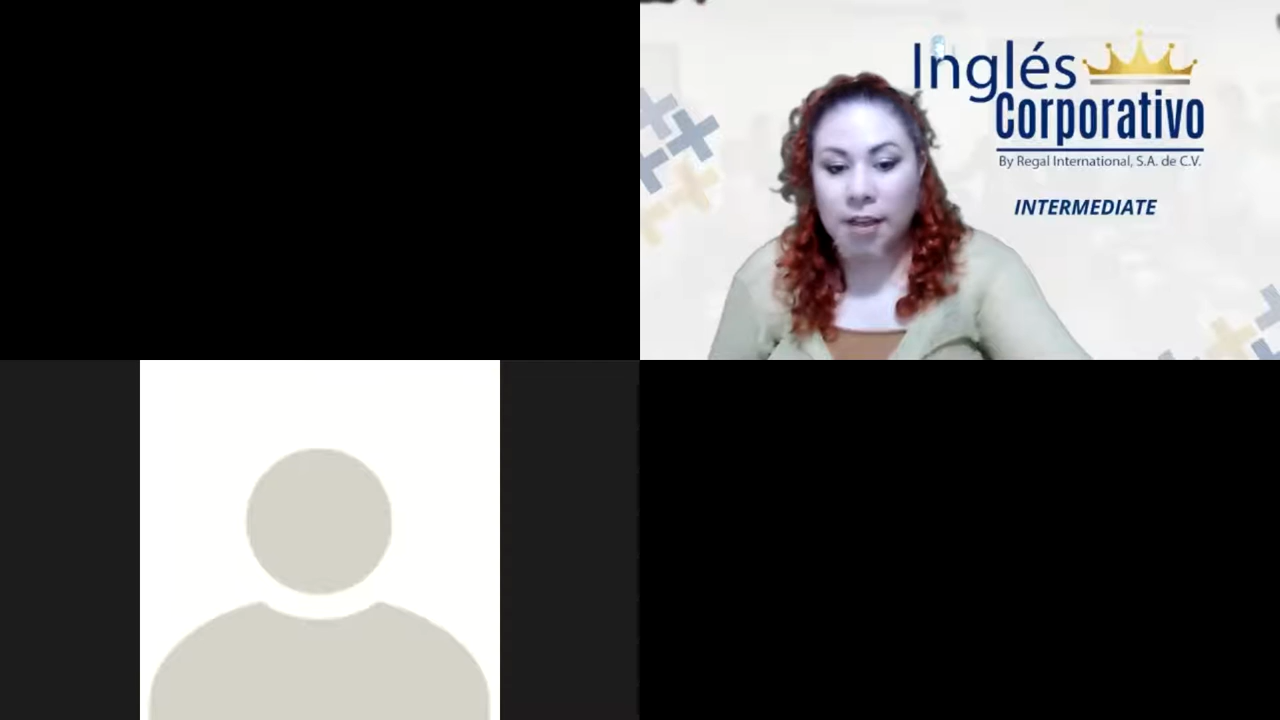 Inglés
Corporativo
By Regal International, S.A. de C.V.
INTERMEDIATE